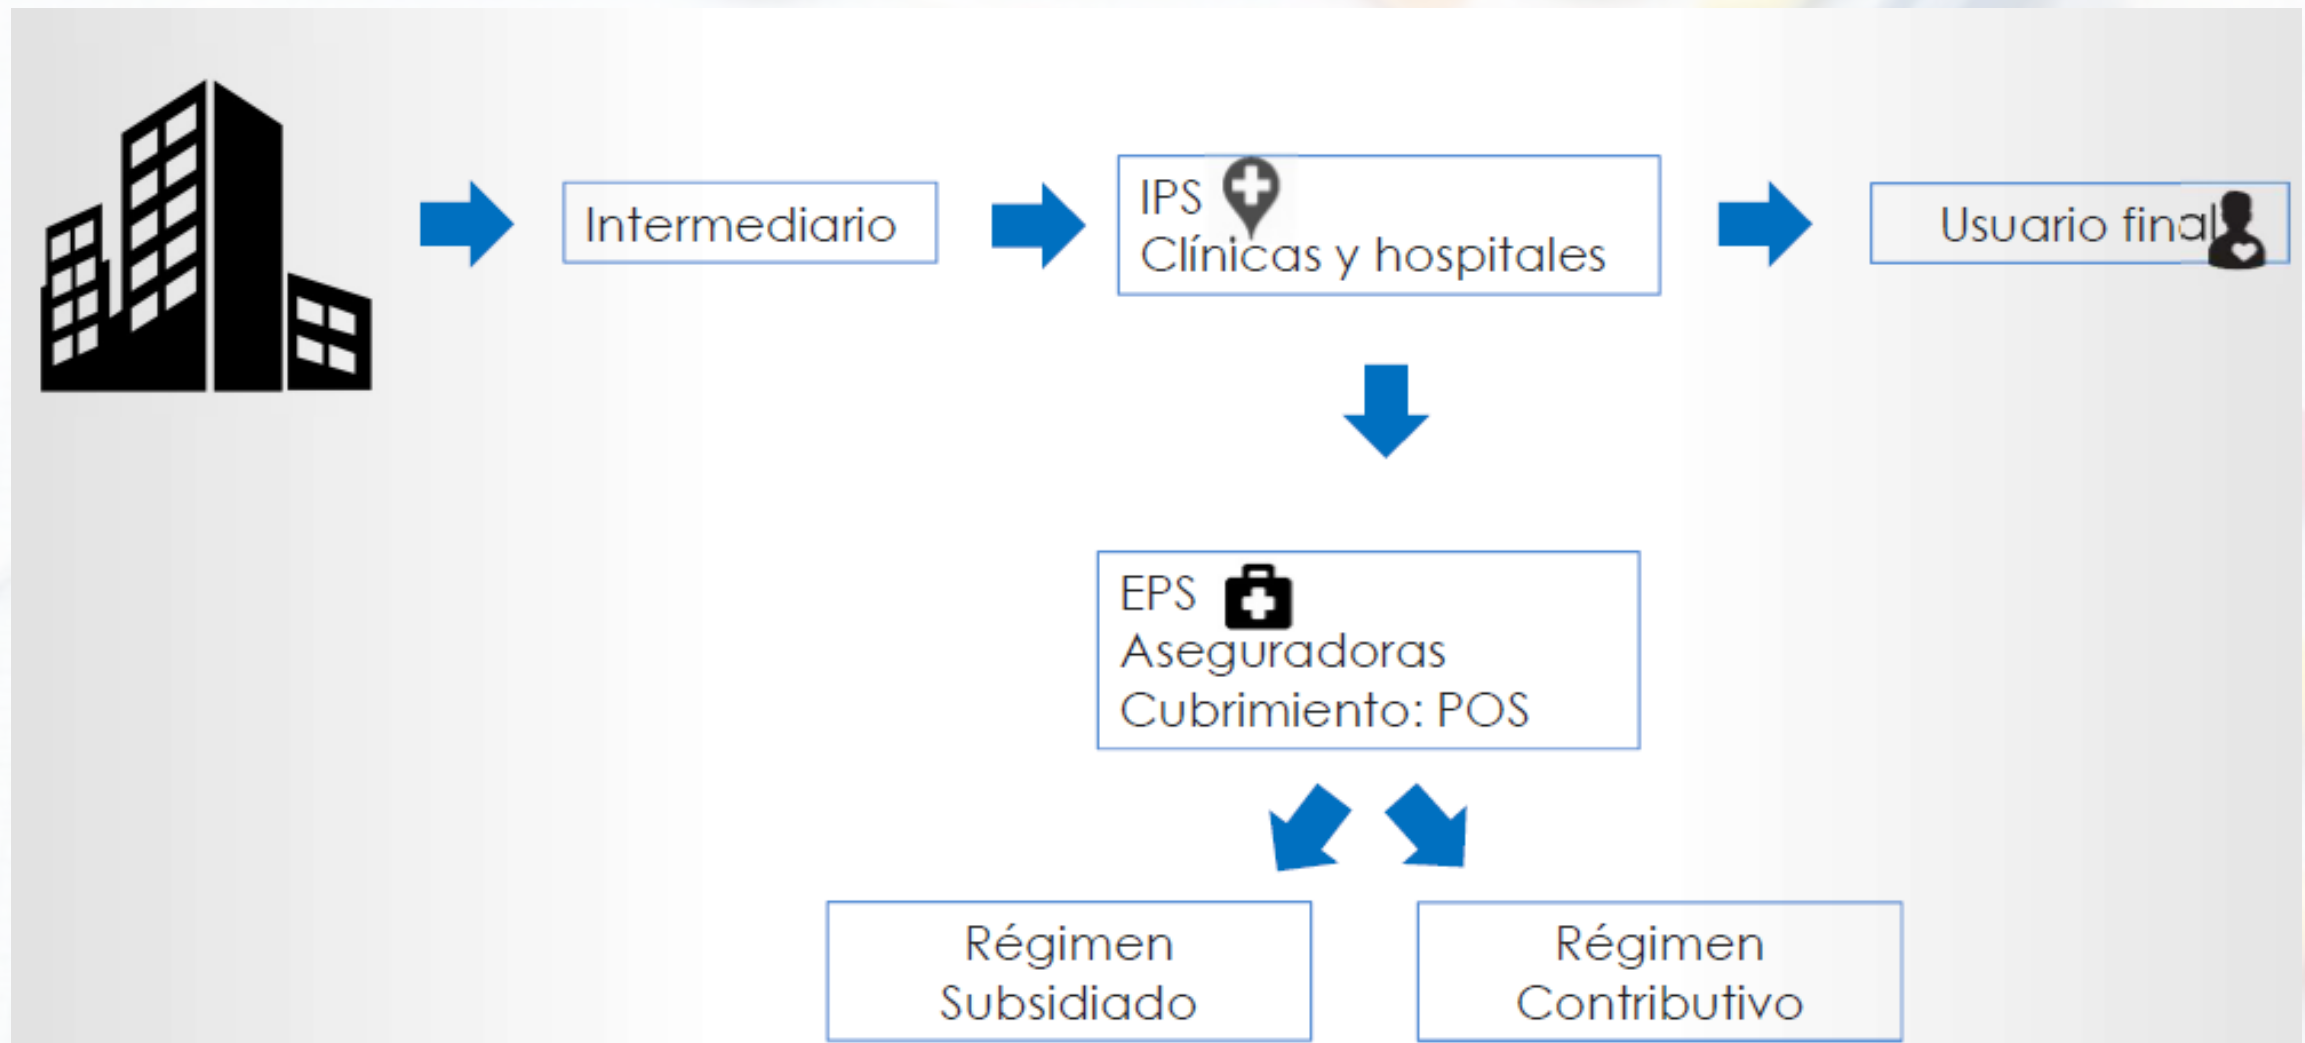 Intermediario
IPS
Clínicas y hospitales
Usuario final
EPS
Aseguradoras
Cubrimiento: POS
Régimen
Subsidiado
Régimen
Contributivo